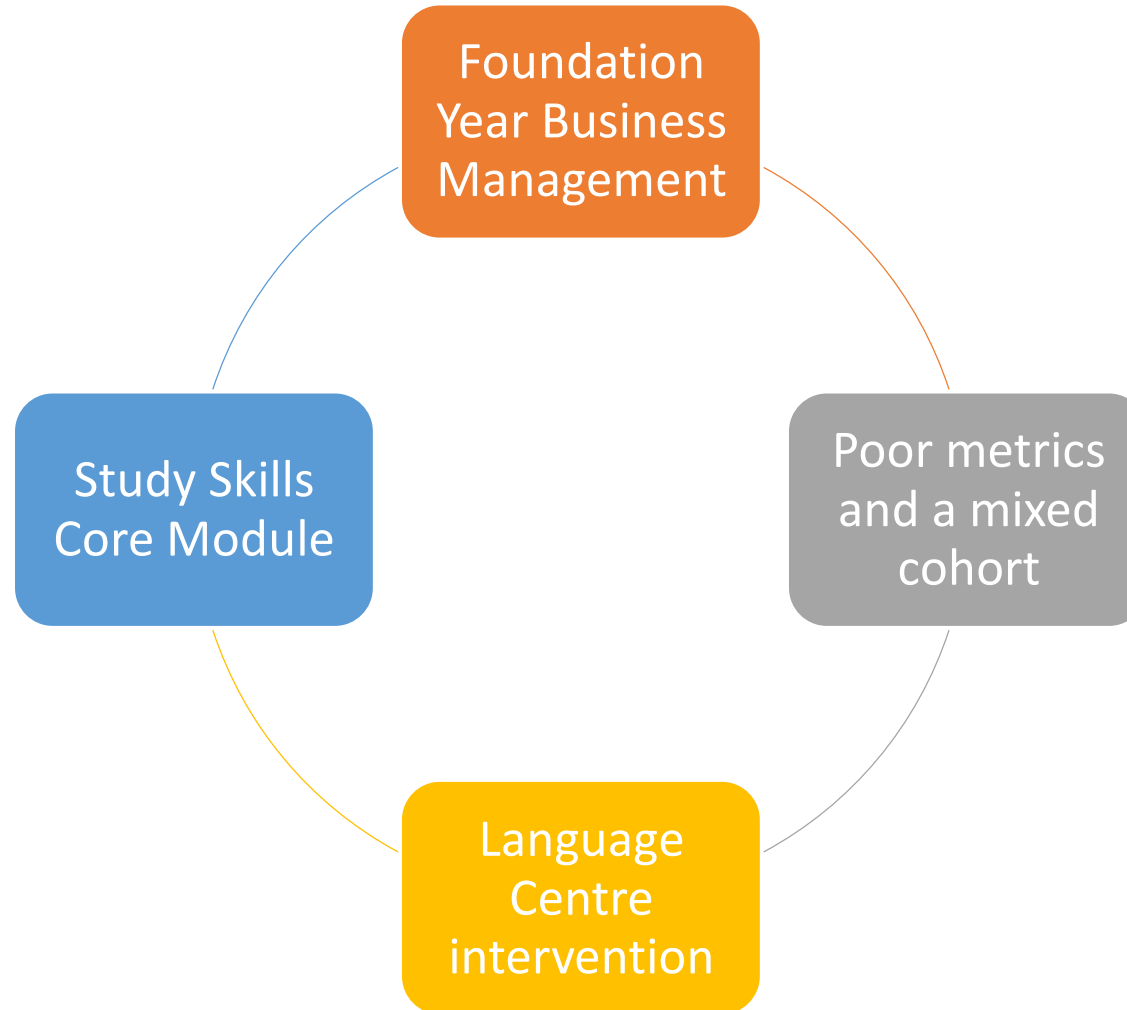 Foundation
Year Business
Management
Poor metrics
and a mixed
cohort
Language
Centre
intervention
Study Skills
Core Module